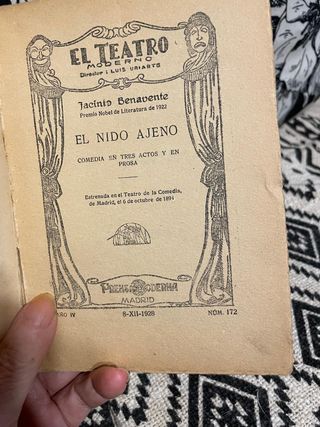 EL TEATRO
MODERNO
Director: LUIS URIARTE
Jacinto Benavente
Premio Nobel de Literatura de 1922
EL NIDO AJENO
COMEDIA EN TRES ACTOS Y EN
PROSA
Estrenada en el Teatro de la Comedia,
de Madrid, el 6 de octubre de 1894
PRENSA MODERNA
MADRID
AÑO IV 8-XII-1928 NÚM. 172